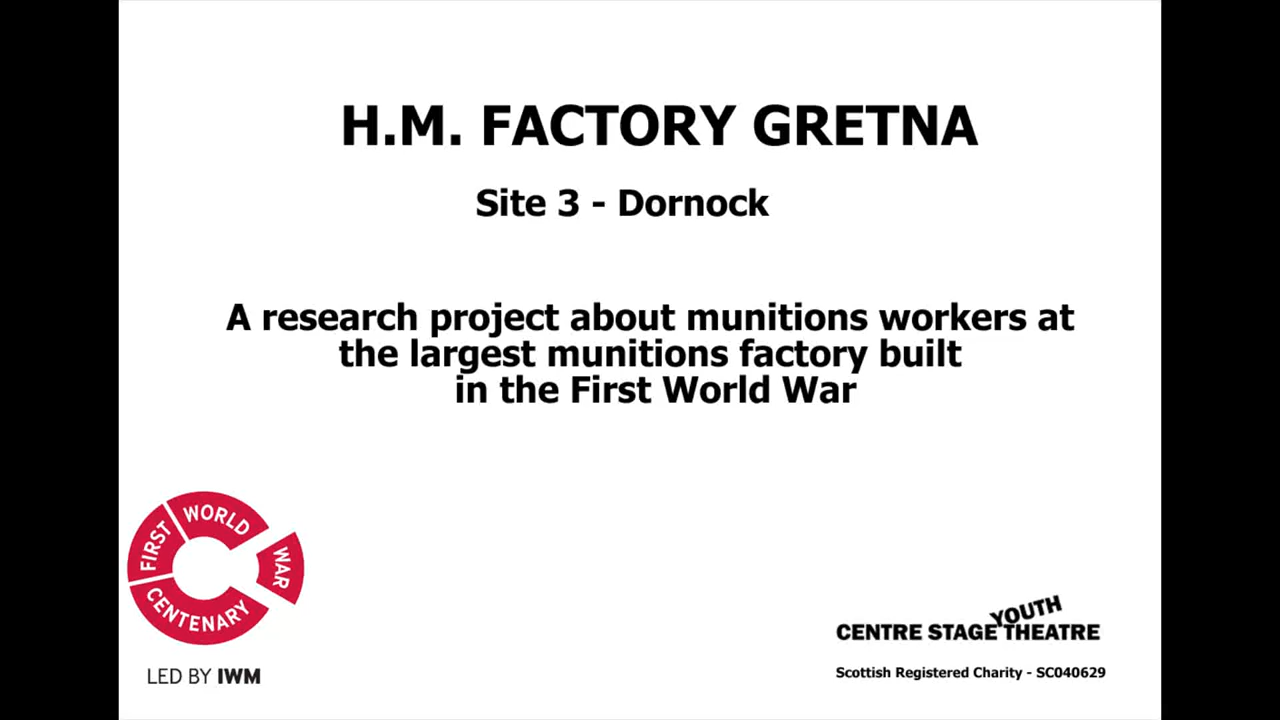 H.M. FACTORY GRETNA
Site 3 - Dornock
A research project about munitions workers at
the largest munitions factory built
in the First World War
FIRST WORLD WAR CENTENARY
LED BY IWM
YOUTH
CENTRE STAGE THEATRE
Scottish Registered Charity - SC040629